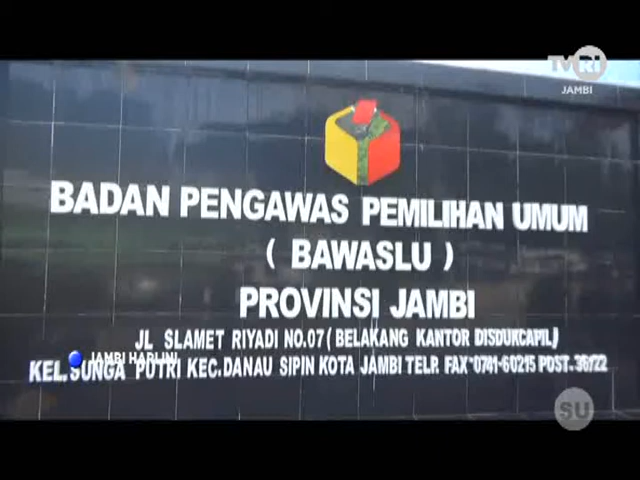 TVRI
JAMBI
BADAN PENGAWAS PEMILIHAN UMUM
( BAWASLU )
PROVINSI JAMBI
JL SLAMET RIYADI NO.07 ( BELAKANG KANTOR DISDUKCAPIL )
JAMBI HARI INI
KEL.SUNGA PUTRI KEC.DANAU SIPIN KOTA JAMBI TELP. FAX*0741-60215 POST.36122
SU